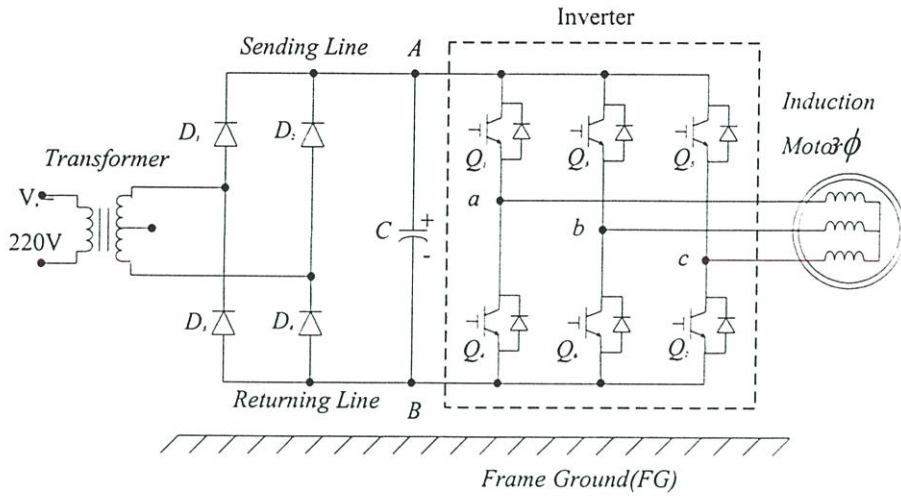 Inverter
Sending Line A
Induction
Moto3·ϕ
D₁ D₂
Transformer
Q₁ Q₃ Q₅
V.
a
220V
b
C + -
c
D₃ D₄
Q₄ Q₆ Q₂
Returning Line B
Frame Ground(FG)